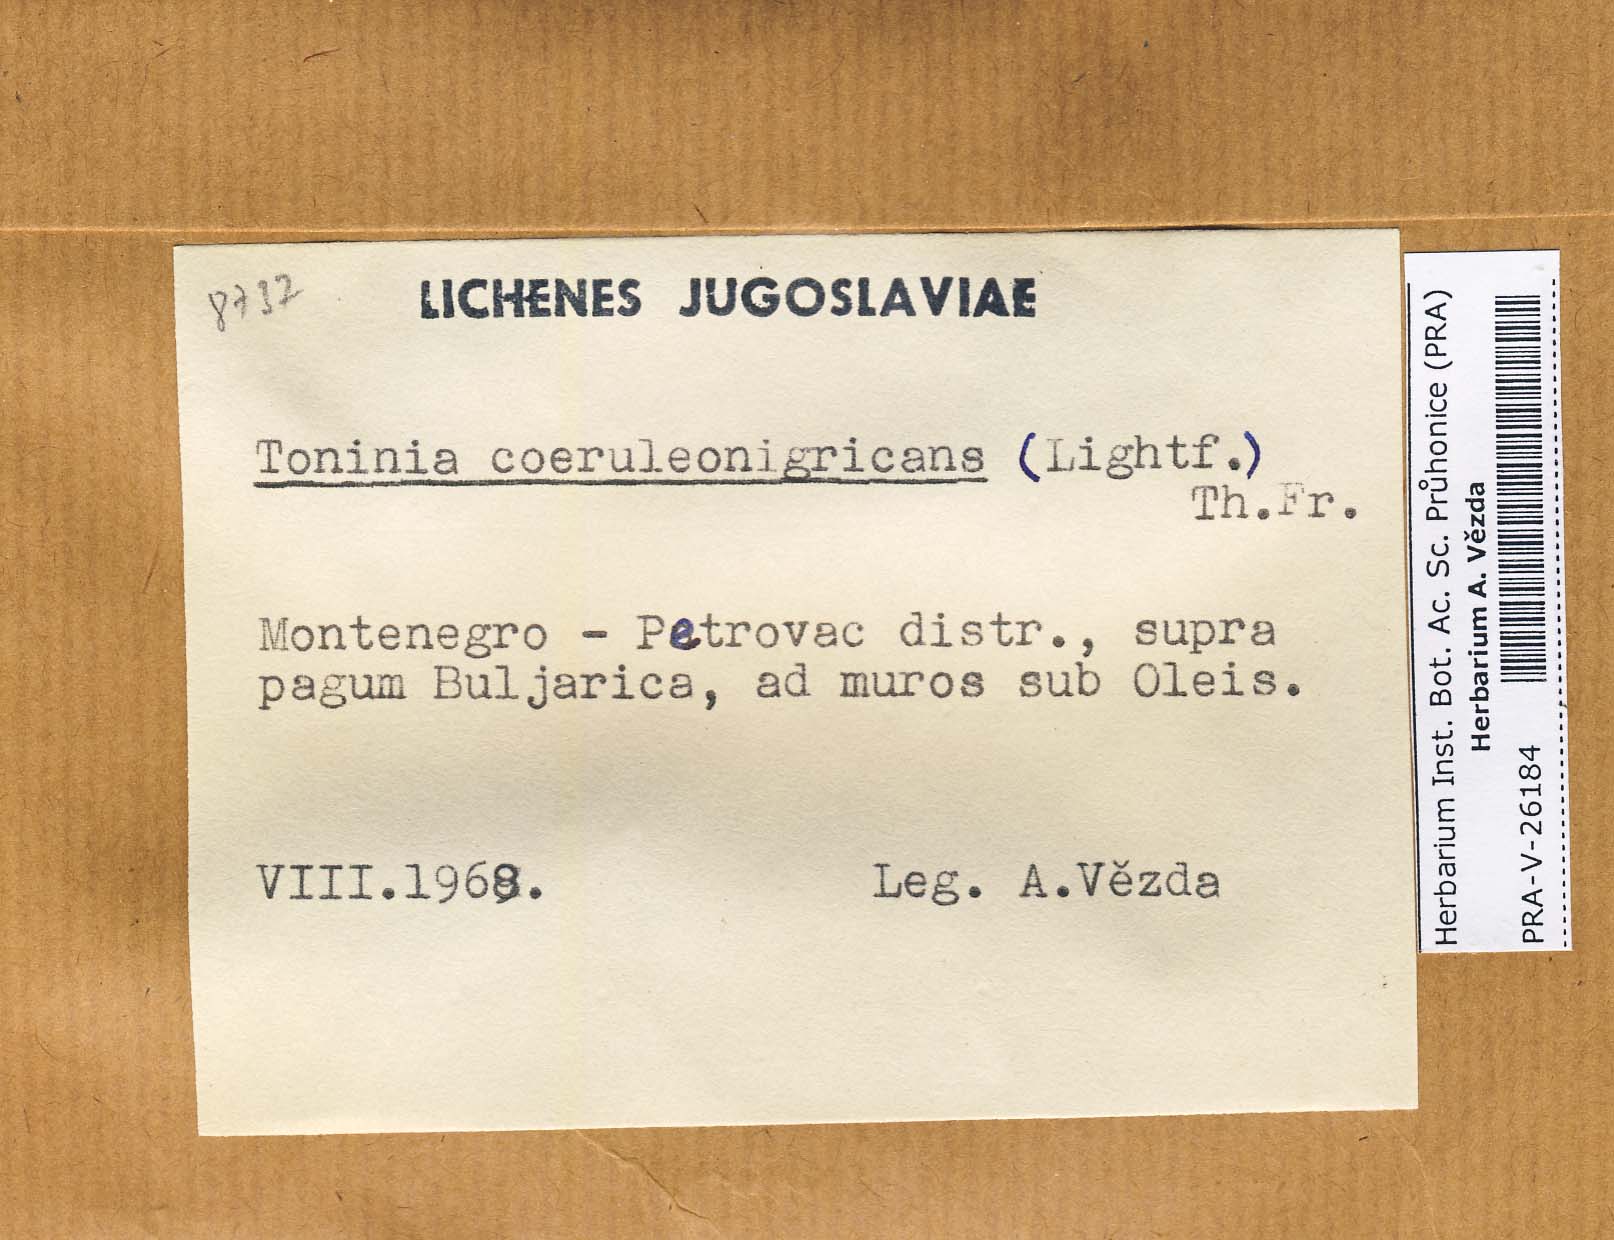 8732
LICHENES JUGOSLAVIAE
Toninia coeruleonigricans (Lightf.)
Th.Fr.
Montenegro - Petrovac distr., supra
pagum Buljarica, ad muros sub Oleis.
VIII.1968.
Leg. A.Vězda
Herbarium Inst. Bot. Ac. Sc. Průhonice (PRA)
Herbarium A. Vězda
PRA-V-26184